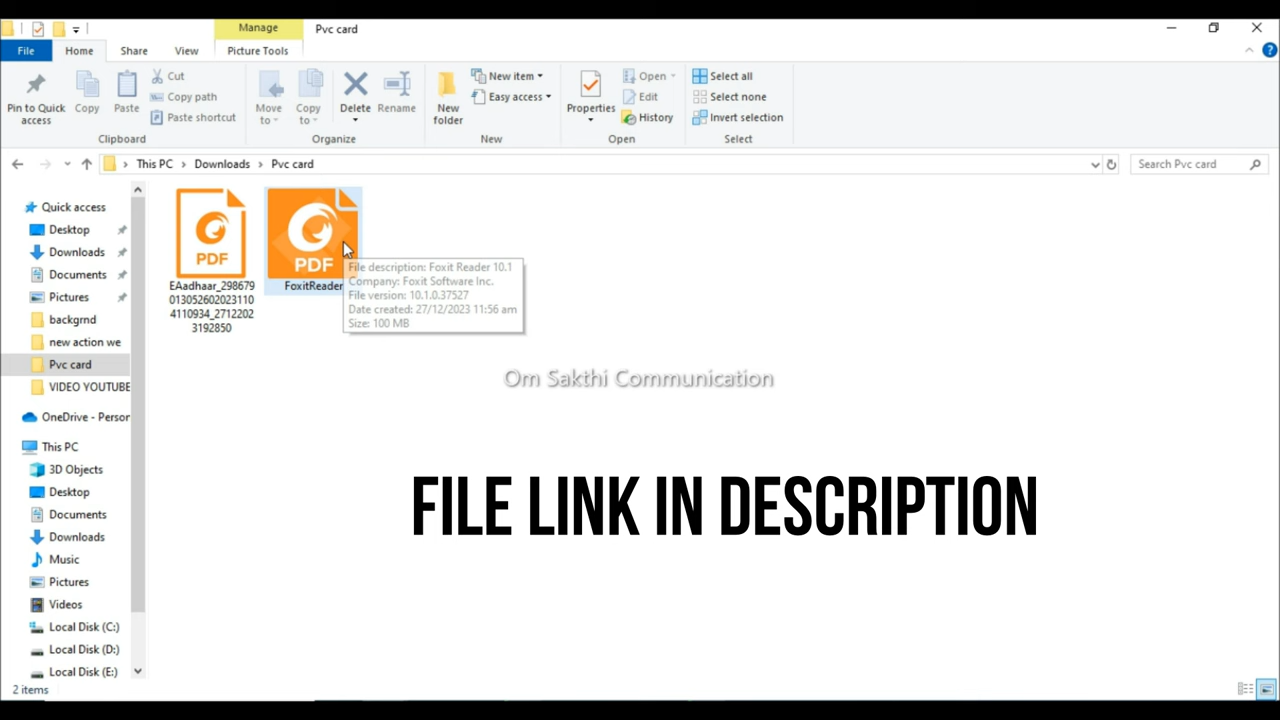 Manage
Pvc card
File
Home
Share
View
Picture Tools
Pin to Quick
access
Copy
Paste
Cut
Copy path
Paste shortcut
Clipboard
Move
to
Copy
to
Delete
Rename
Organize
New
folder
New item
Easy access
New
Properties
Open
Edit
History
Open
Select all
Select none
Invert selection
Select
This PC > Downloads > Pvc card
Search Pvc card
Quick access
Desktop
Downloads
Documents
Pictures
backgrnd
new action we
Pvc card
VIDEO YOUTUBE
OneDrive - Person
This PC
3D Objects
Desktop
Documents
Downloads
Music
Pictures
Videos
Local Disk (C:)
Local Disk (D:)
Local Disk (E:)
PDF
EAadhaar_298679
013052602023110
4110934_2712202
3192850
PDF
FoxitReader
File description: Foxit Reader 10.1
Company: Foxit Software Inc.
File version: 10.1.0.37527
Date created: 27/12/2023 11:56 am
Size: 100 MB
Om Sakthi Communication
FILE LINK IN DESCRIPTION
2 items